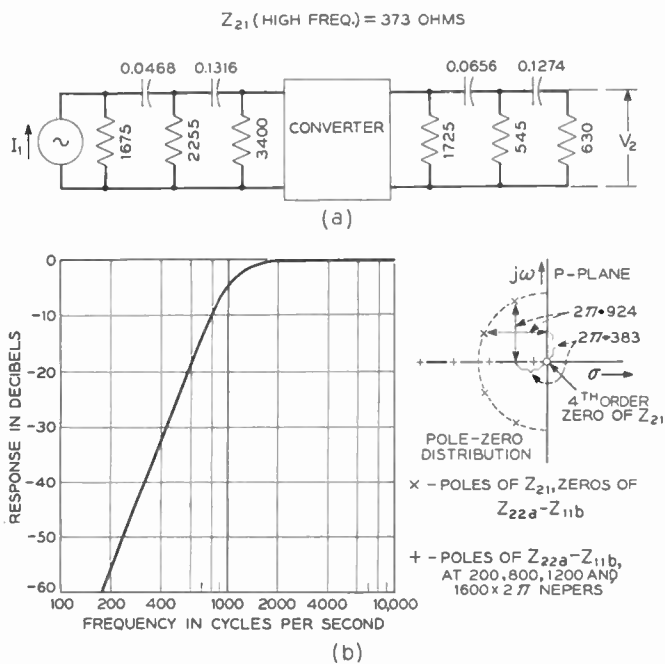 Z21 (HIGH FREQ.) = 373 OHMS
0.0468
0.1316
0.0656
0.1274
I1
~
1675
2255
3400
CONVERTER
1725
545
630
V2
(a)
0
-10
-20
-30
-40
-50
-60
RESPONSE IN DECIBELS
100
200
400
600
1000
2000
4000
10,000
FREQUENCY IN CYCLES PER SECOND
jω
P-PLANE
2π•924
2π•383
σ
4TH ORDER
ZERO OF Z21
POLE-ZERO
DISTRIBUTION
× - POLES OF Z21, ZEROS OF
Z22a-Z11b
+ - POLES OF Z22a-Z11b,
AT 200, 800, 1200 AND
1600 × 2π NEPERS
(b)